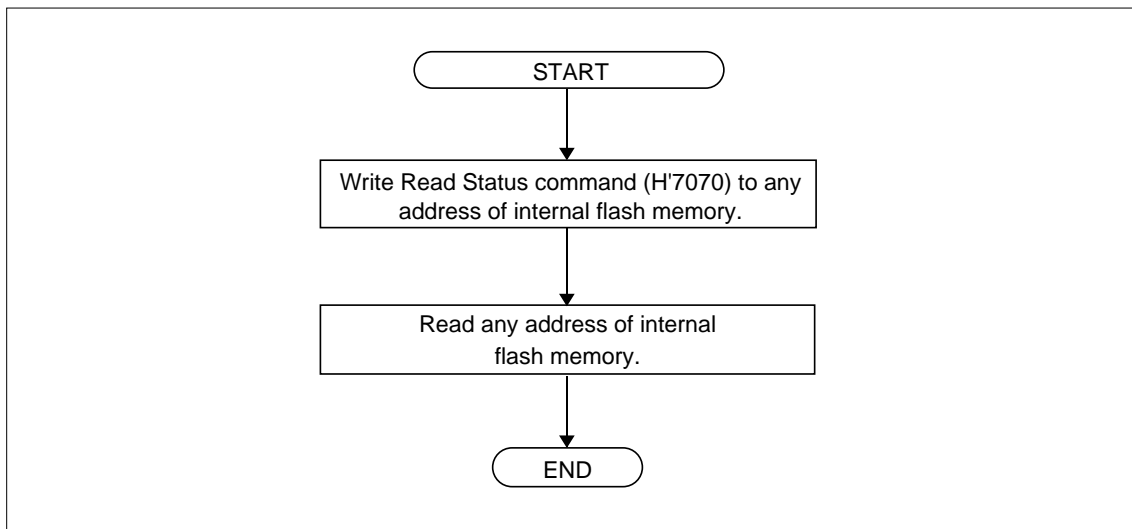 START
Write Read Status command (H'7070) to any
address of internal flash memory.
Read any address of internal
flash memory.
END